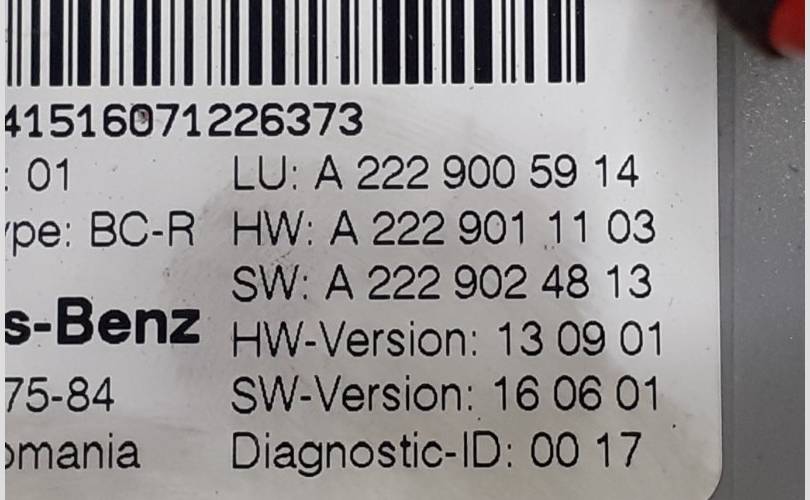 41516071226373
: 01 LU: A 222 900 59 14
ype: BC-R HW: A 222 901 11 03
SW: A 222 902 48 13
s-Benz
HW-Version: 13 09 01
75-84 SW-Version: 16 06 01
omania Diagnostic-ID: 00 17